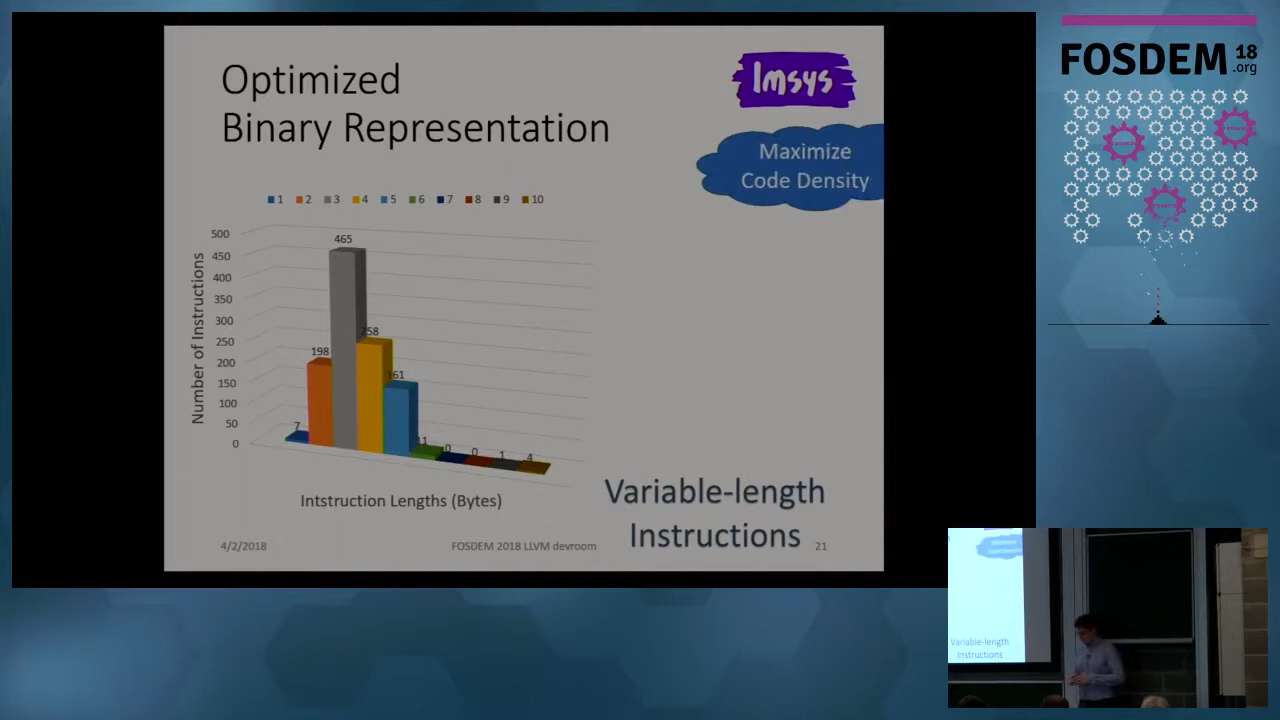 Optimized
Binary Representation
Imsys
Maximize
Code Density
1 2 3 4 5 6 7 8 9 10
Number of Instructions
500
450
400
350
300
250
200
150
100
50
0
7
198
465
258
161
11
0
0
1
4
Intstruction Lengths (Bytes)
Variable-length
Instructions
4/2/2018
FOSDEM 2018 LLVM devroom
21
FOSDEM 18
.org
Variable-length
Instructions